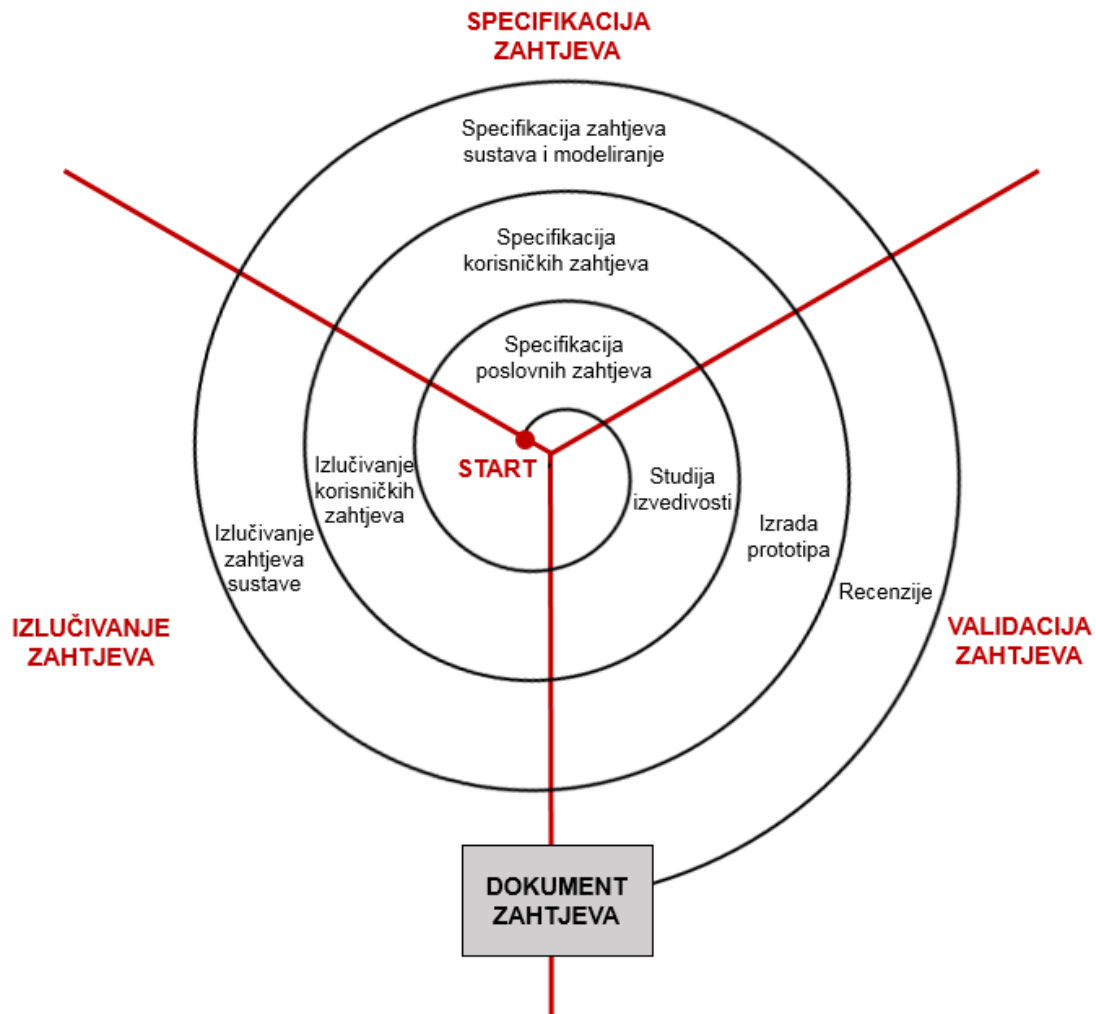 SPECIFIKACIJA
ZAHTJEVA
Specifikacija zahtjeva
sustava i modeliranje
Specifikacija
korisničkih zahtjeva
Specifikacija
poslovnih zahtjeva
START
Izlučivanje
korisničkih
zahtjeva
Studija
izvedivosti
Izlučivanje
zahtjeva
sustave
Izrada
prototipa
Recenzije
IZLUČIVANJE
ZAHTJEVA
VALIDACIJA
ZAHTJEVA
DOKUMENT
ZAHTJEVA